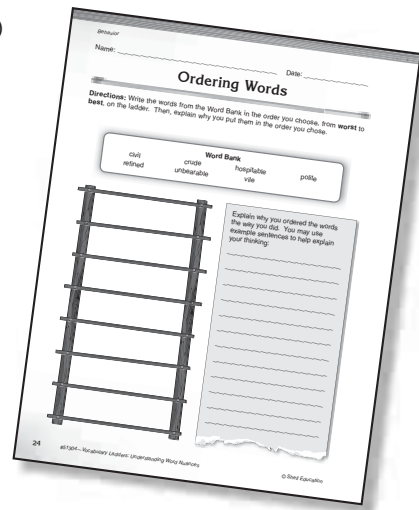 Behavior
Name: Date:
Ordering Words
Directions: Write the words from the Word Bank in the order you choose, from worst to
best, on the ladder. Then, explain why you put them in the order you chose.
Word Bank
civil crude hospitable polite
refined unbearable vile
Explain why you ordered the words
the way you did. You may use
example sentences to help explain
your thinking:
24 #51304—Vocabulary Ladders: Understanding Word Nuances © Shell Education